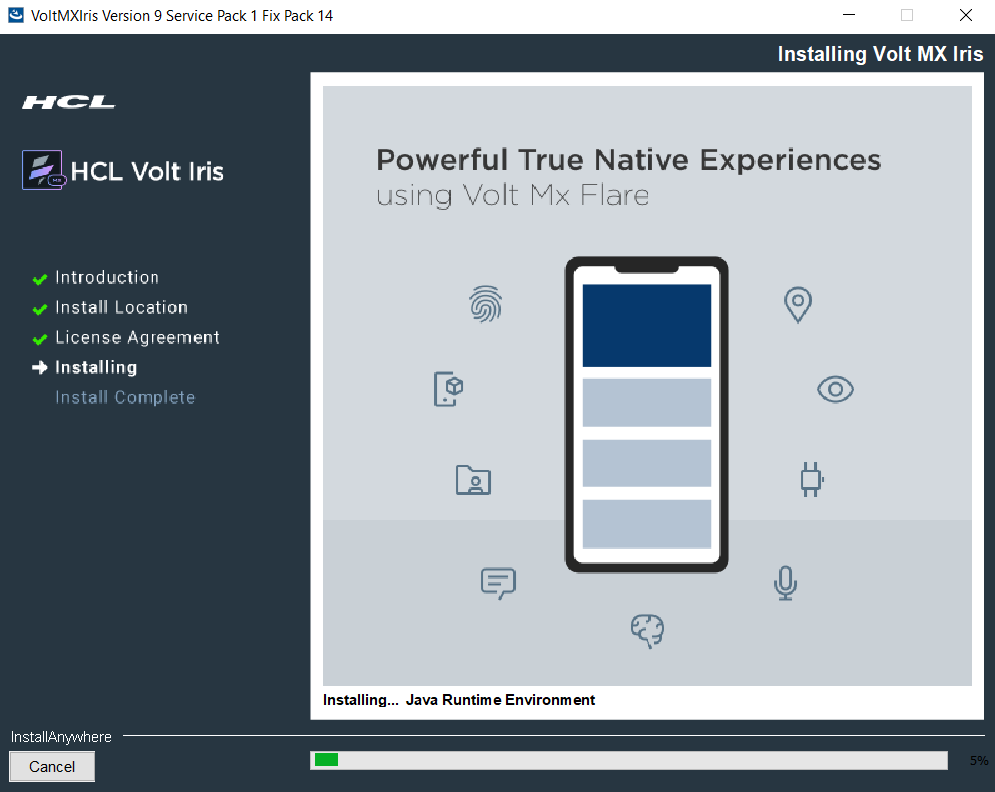 VoltMXIris Version 9 Service Pack 1 Fix Pack 14
Installing Volt MX Iris
HCL
HCL Volt Iris
Introduction
Install Location
License Agreement
Installing
Install Complete
Powerful True Native Experiences
using Volt Mx Flare
Installing... Java Runtime Environment
InstallAnywhere
Cancel
5%